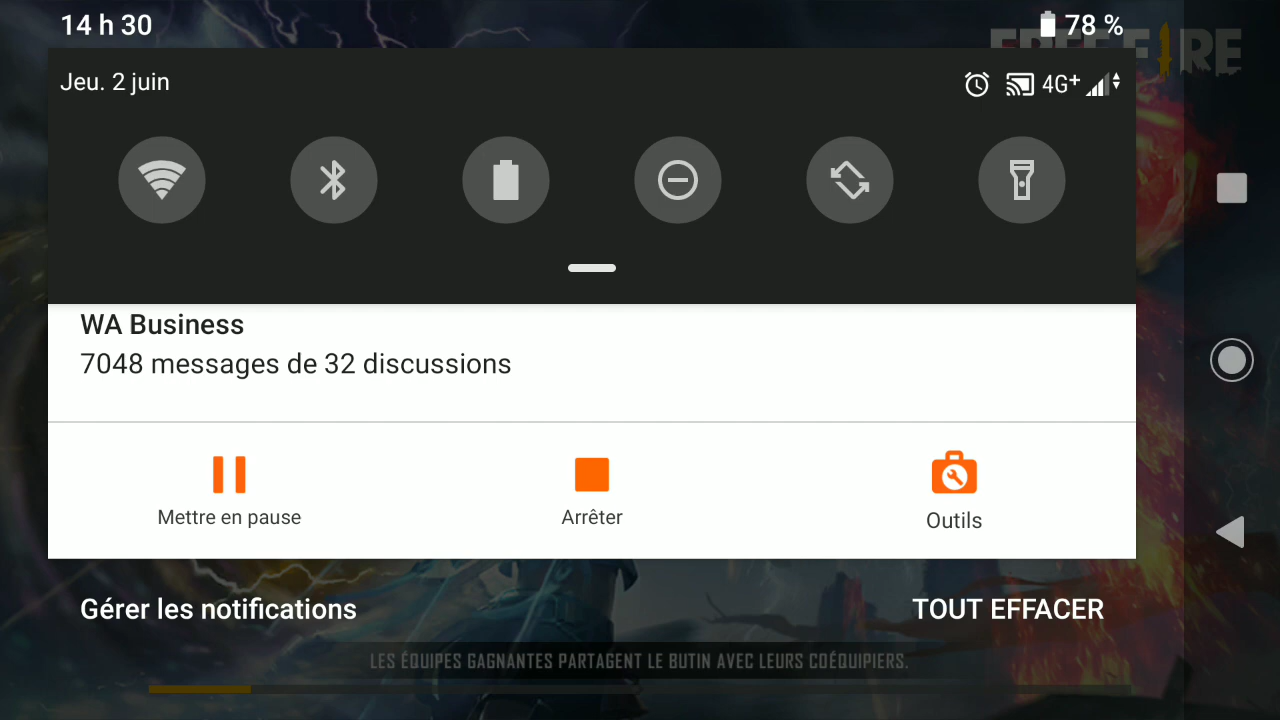 14 h 30
78 %
FREE FIRE
Jeu. 2 juin
4G+
WA Business
7048 messages de 32 discussions
Mettre en pause
Arrêter
Outils
Gérer les notifications
TOUT EFFACER
LES ÉQUIPES GAGNANTES PARTAGENT LE BUTIN AVEC LEURS COÉQUIPIERS.